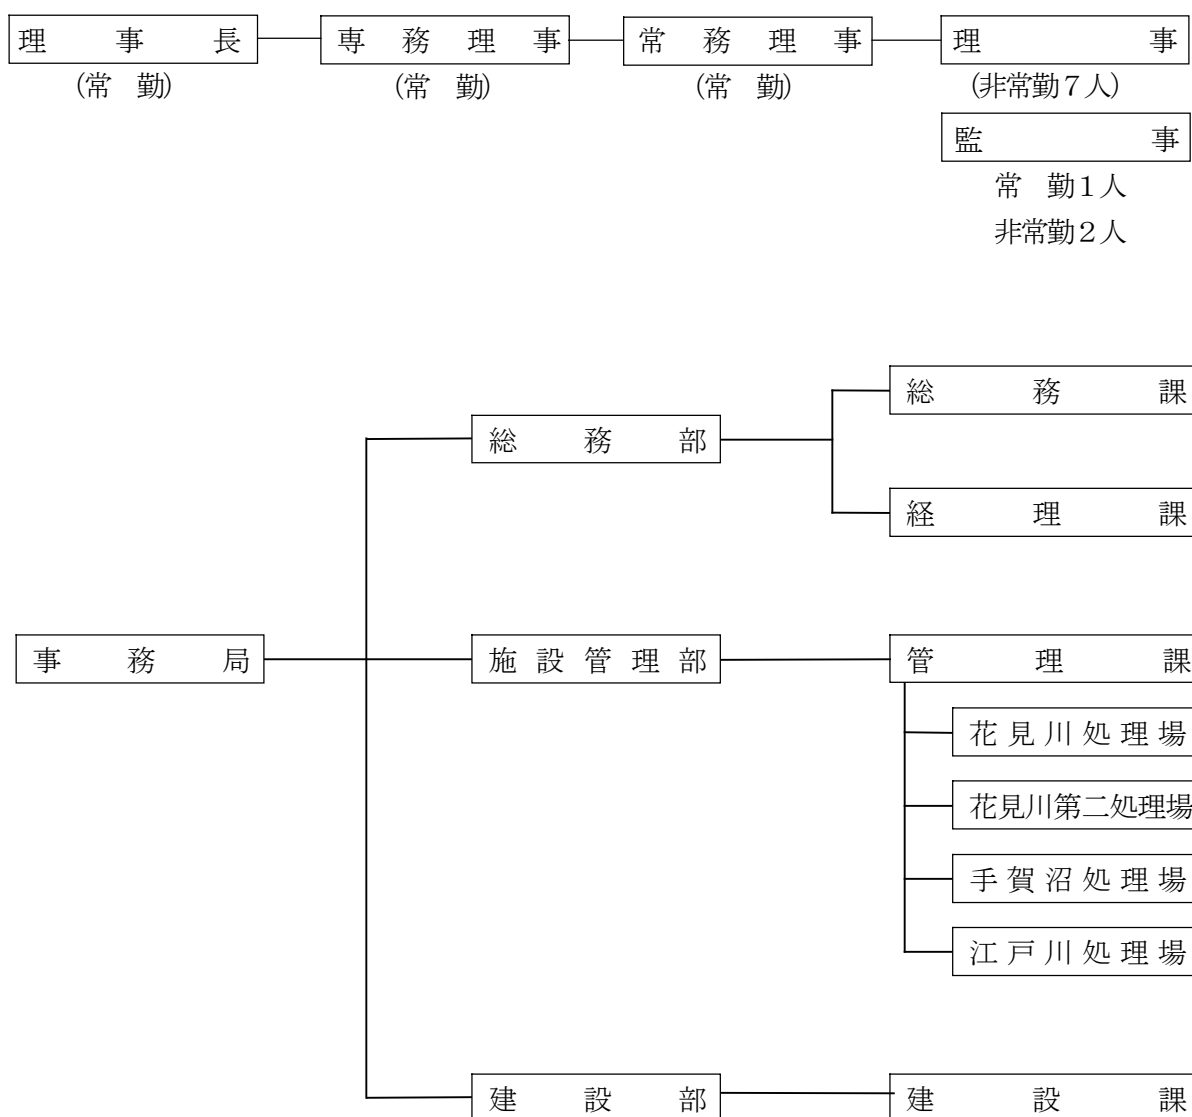 理事長 専務理事 常務理事 理事
(常 勤) (常 勤) (常 勤) (非常勤7人)
監事
常 勤1人
非常勤2人
総務課
総務部
経理課
事務局 施設管理部 管理課
花見川処理場
花見川第二処理場
手賀沼処理場
江戸川処理場
建設部 建設課